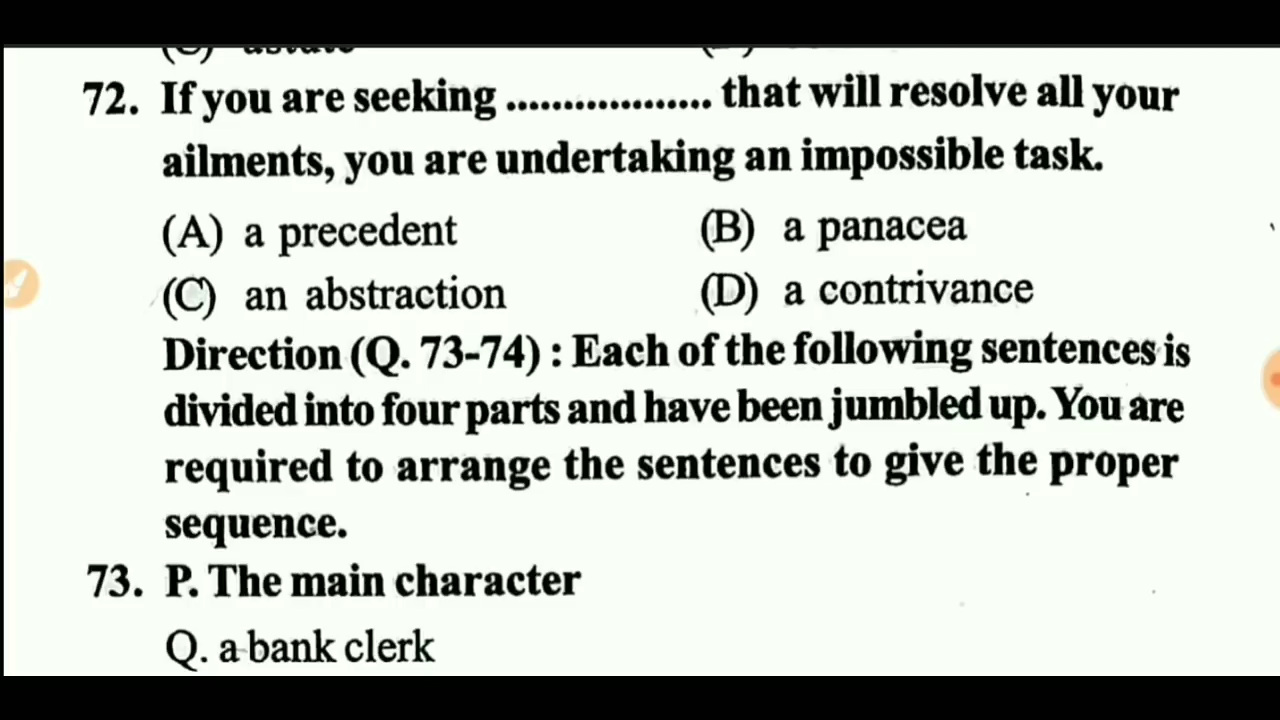 72. If you are seeking .................. that will resolve all your
ailments, you are undertaking an impossible task.
(A) a precedent (B) a panacea
(C) an abstraction (D) a contrivance
Direction (Q. 73-74) : Each of the following sentences is
divided into four parts and have been jumbled up. You are
required to arrange the sentences to give the proper
sequence.
73. P. The main character
Q. a bank clerk